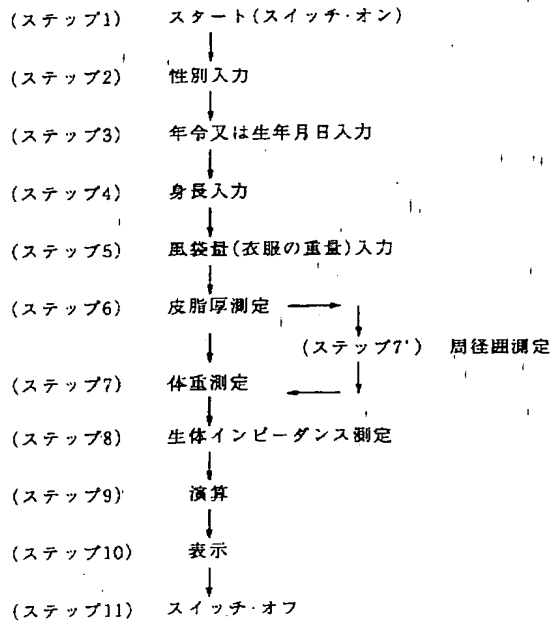 (ステップ1) スタート(スイッチ·オン)
(ステップ2) 性別入力
(ステップ3) 年令又は生年月日入力
(ステップ4) 身長入力
(ステップ5) 風袋量(衣服の重量)入力
(ステップ6) 皮脂厚測定
(ステップ7') 周径囲測定
(ステップ7) 体重測定
(ステップ8) 生体インピーダンス測定
(ステップ9) 演算
(ステップ10) 表示
(ステップ11) スイッチ·オフ